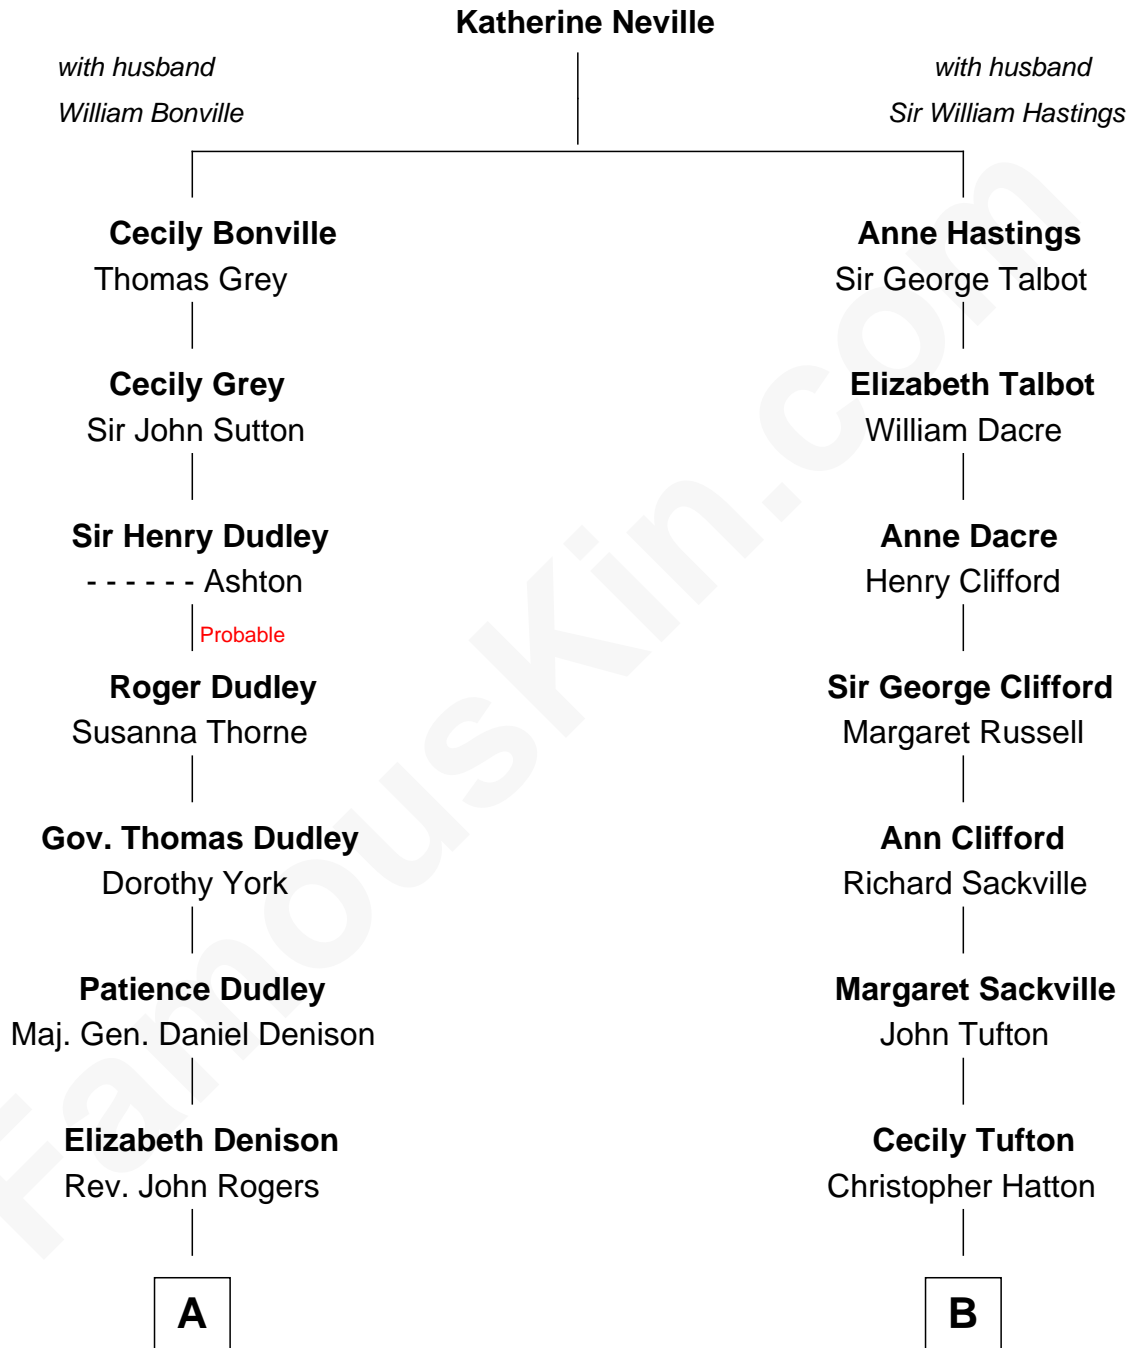 Katherine Neville
with husband
William Bonville
with husband
Sir William Hastings
Cecily Bonville
Thomas Grey
Anne Hastings
Sir George Talbot
Cecily Grey
Sir John Sutton
Elizabeth Talbot
William Dacre
Sir Henry Dudley
- - - - - - Ashton
Probable
Anne Dacre
Henry Clifford
Roger Dudley
Susanna Thorne
Sir George Clifford
Margaret Russell
Gov. Thomas Dudley
Dorothy York
Ann Clifford
Richard Sackville
Patience Dudley
Maj. Gen. Daniel Denison
Margaret Sackville
John Tufton
Elizabeth Denison
Rev. John Rogers
Cecily Tufton
Christopher Hatton
A
B
FamousKin.com